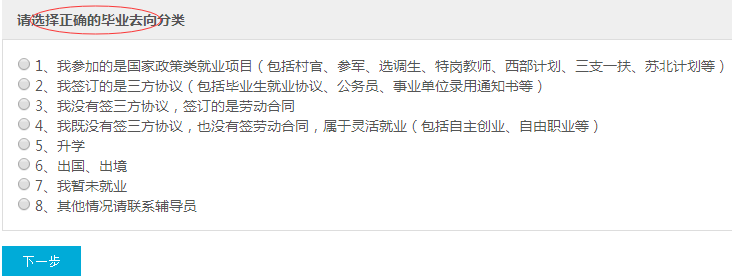 请选择正确的毕业去向分类
1、我参加的是国家政策类就业项目（包括村官、参军、选调生、特岗教师、西部计划、三支一扶、苏北计划等）
2、我签订的是三方协议（包括毕业生就业协议、公务员、事业单位录用通知书等）
3、我没有签三方协议，签订的是劳动合同
4、我既没有签三方协议，也没有签劳动合同，属于灵活就业（包括自主创业、自由职业等）
5、升学
6、出国、出境
7、我暂未就业
8、其他情况请联系辅导员
下一步